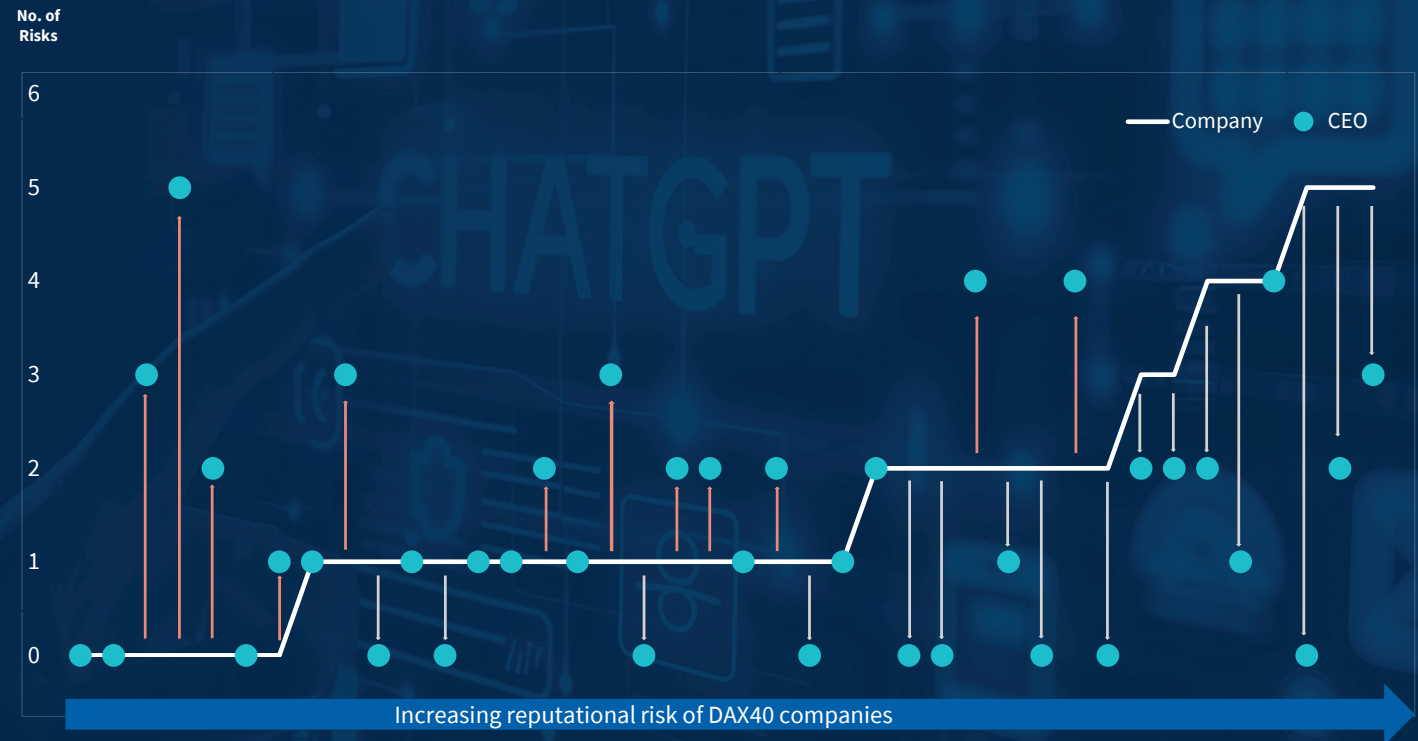 No. of
Risks
6
Company
CEO
5
CHATGPT
4
3
2
1
0
Increasing reputational risk of DAX40 companies